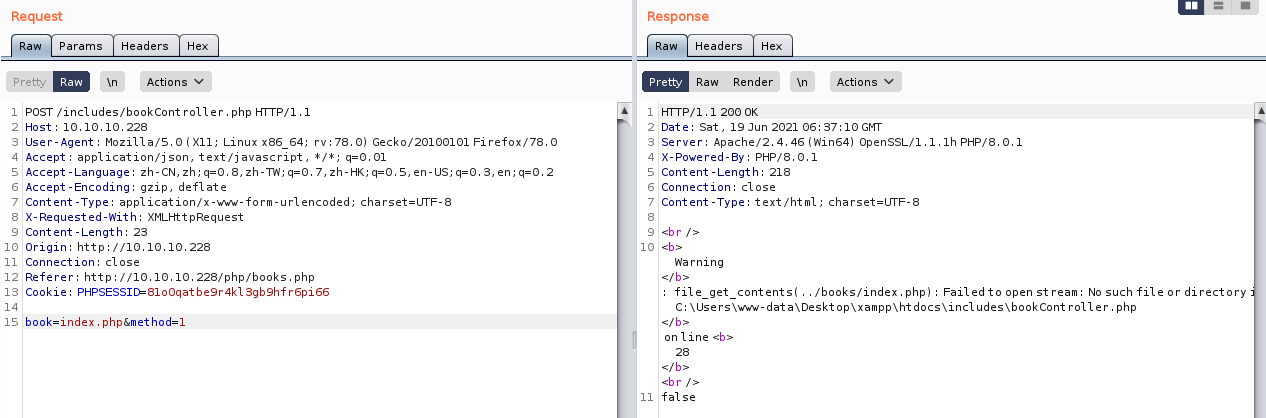 Request
Raw Params Headers Hex
Pretty Raw \n Actions
1 POST /includes/bookController.php HTTP/1.1
2 Host: 10.10.10.228
3 User-Agent: Mozilla/5.0 (X11; Linux x86_64; rv:78.0) Gecko/20100101 Firefox/78.0
4 Accept: application/json, text/javascript, */*; q=0.01
5 Accept-Language: zh-CN,zh;q=0.8,zh-TW;q=0.7,zh-HK;q=0.5,en-US;q=0.3,en;q=0.2
6 Accept-Encoding: gzip, deflate
7 Content-Type: application/x-www-form-urlencoded; charset=UTF-8
8 X-Requested-With: XMLHttpRequest
9 Content-Length: 23
10 Origin: http://10.10.10.228
11 Connection: close
12 Referer: http://10.10.10.228/php/books.php
13 Cookie: PHPSESSID=81o0qatbe9r4kl3gb9hfr6pi66
14
15 book=index.php&method=1
Response
Raw Headers Hex
Pretty Raw Render \n Actions
1 HTTP/1.1 200 OK
2 Date: Sat, 19 Jun 2021 06:37:10 GMT
3 Server: Apache/2.4.46 (Win64) OpenSSL/1.1.1h PHP/8.0.1
4 X-Powered-By: PHP/8.0.1
5 Content-Length: 218
6 Connection: close
7 Content-Type: text/html; charset=UTF-8
8
9 <br />
10 <b>
Warning
</b>
: file_get_contents(../books/index.php): Failed to open stream: No such file or directory i
C:\Users\www-data\Desktop\xampp\htdocs\includes\bookController.php
</b>
on line <b>
28
</b>
<br />
11 false